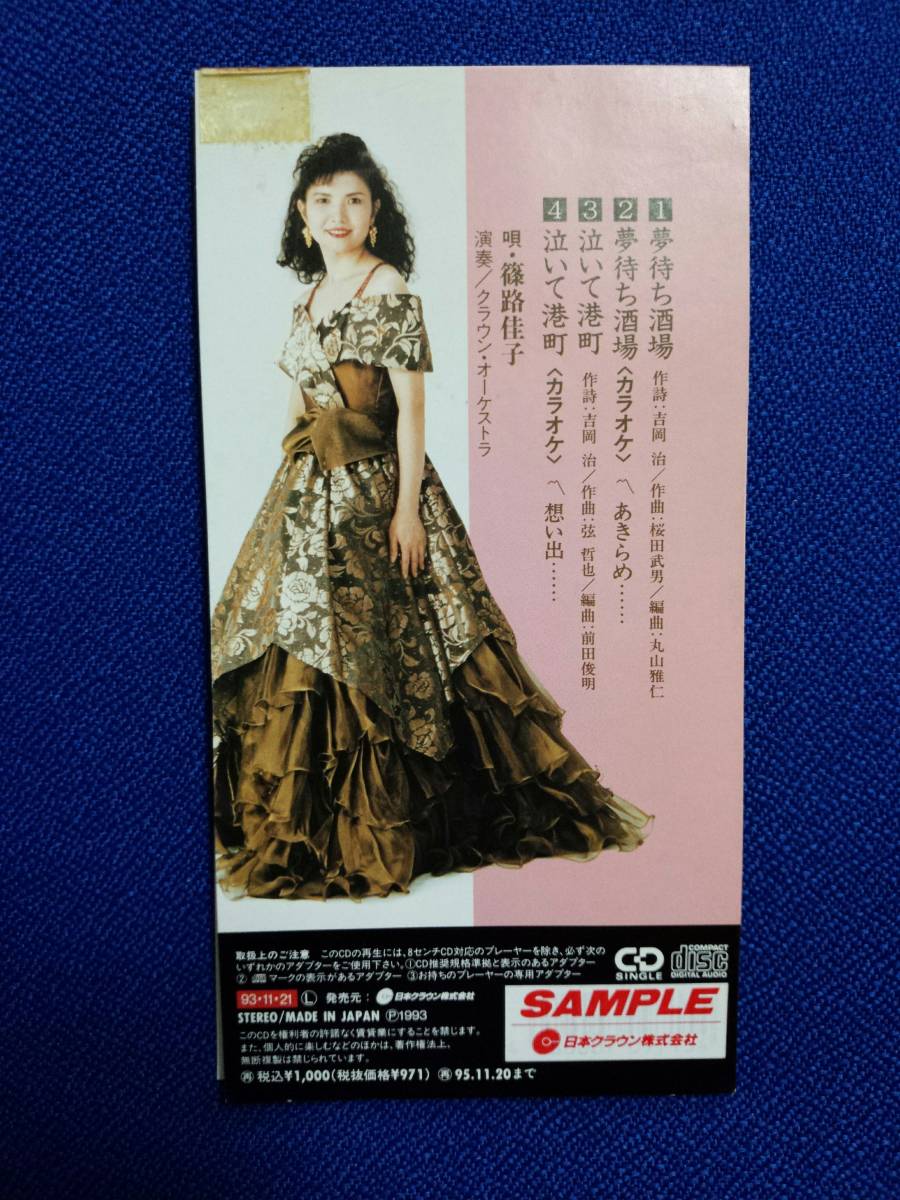 1 夢待ち酒場 作詩:吉岡 治/作曲:桜田武男/編曲:丸山雅仁
2 夢待ち酒場〈カラオケ〉 〽 あきらめ……
3 泣いて港町 作詩:吉岡 治/作曲:弦 哲也/編曲:前田俊明
4 泣いて港町〈カラオケ〉 〽 想い出……
唄・篠路佳子
演奏/クラウン・オーケストラ
取扱上のご注意 このCDの再生には、8センチCD対応のプレーヤーを除き、必ず次の
いずれかのアダプターをご使用下さい。①CD推奨規格準拠と表示のあるアダプター
② マークの表示があるアダプター ③お持ちのプレーヤーの専用アダプター
CD
SINGLE
COMPACT
disc
DIGITAL AUDIO
93・11・21 Ⓛ 発売元: 日本クラウン株式会社
STEREO/MADE IN JAPAN Ⓟ1993
このCDを権利者の許諾なく賃貸業に使用することを禁じます。
また、個人的に楽しむなどのほかは、著作権法上、
無断複製は禁じられています。
再 税込¥1,000(税抜価格¥971) 再 95.11.20まで
SAMPLE
日本クラウン株式会社